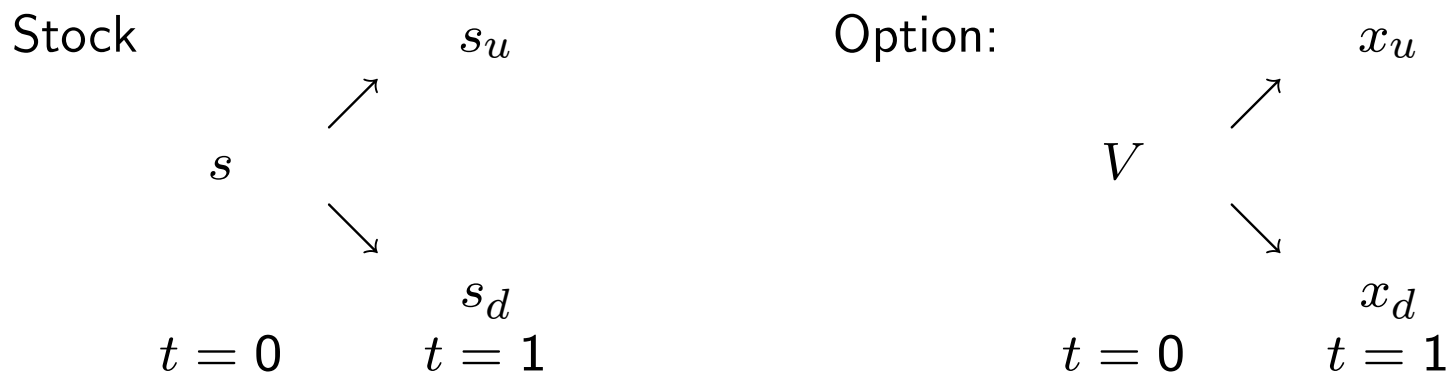 Stock s_u Option: x_u
s V
s_d x_d
t = 0 t = 1 t = 0 t = 1